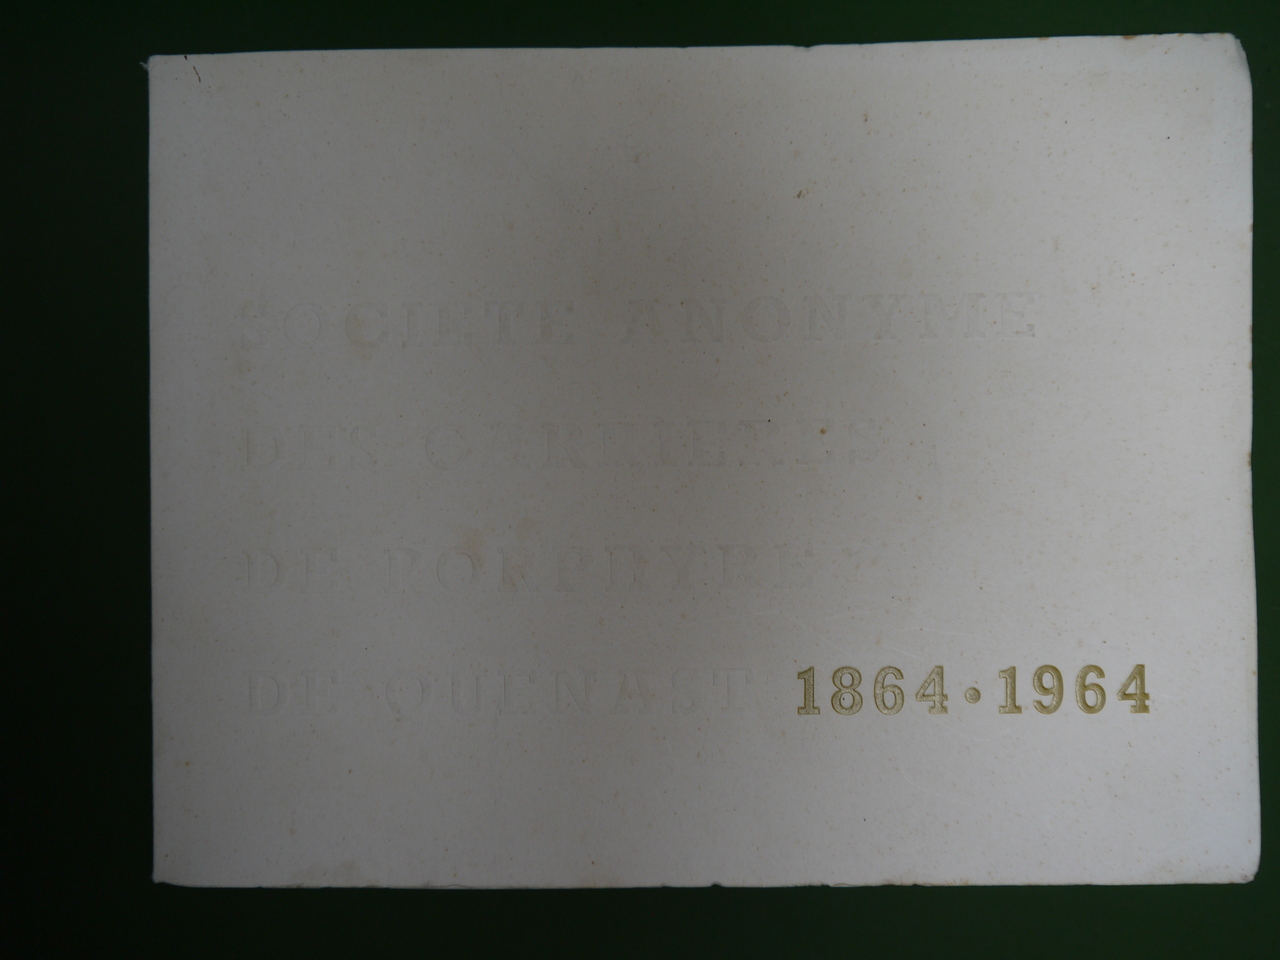 SOCIETE ANONYME
DES CARRIERES
DE PORPHYRE
DE QUENAST 1864•1964